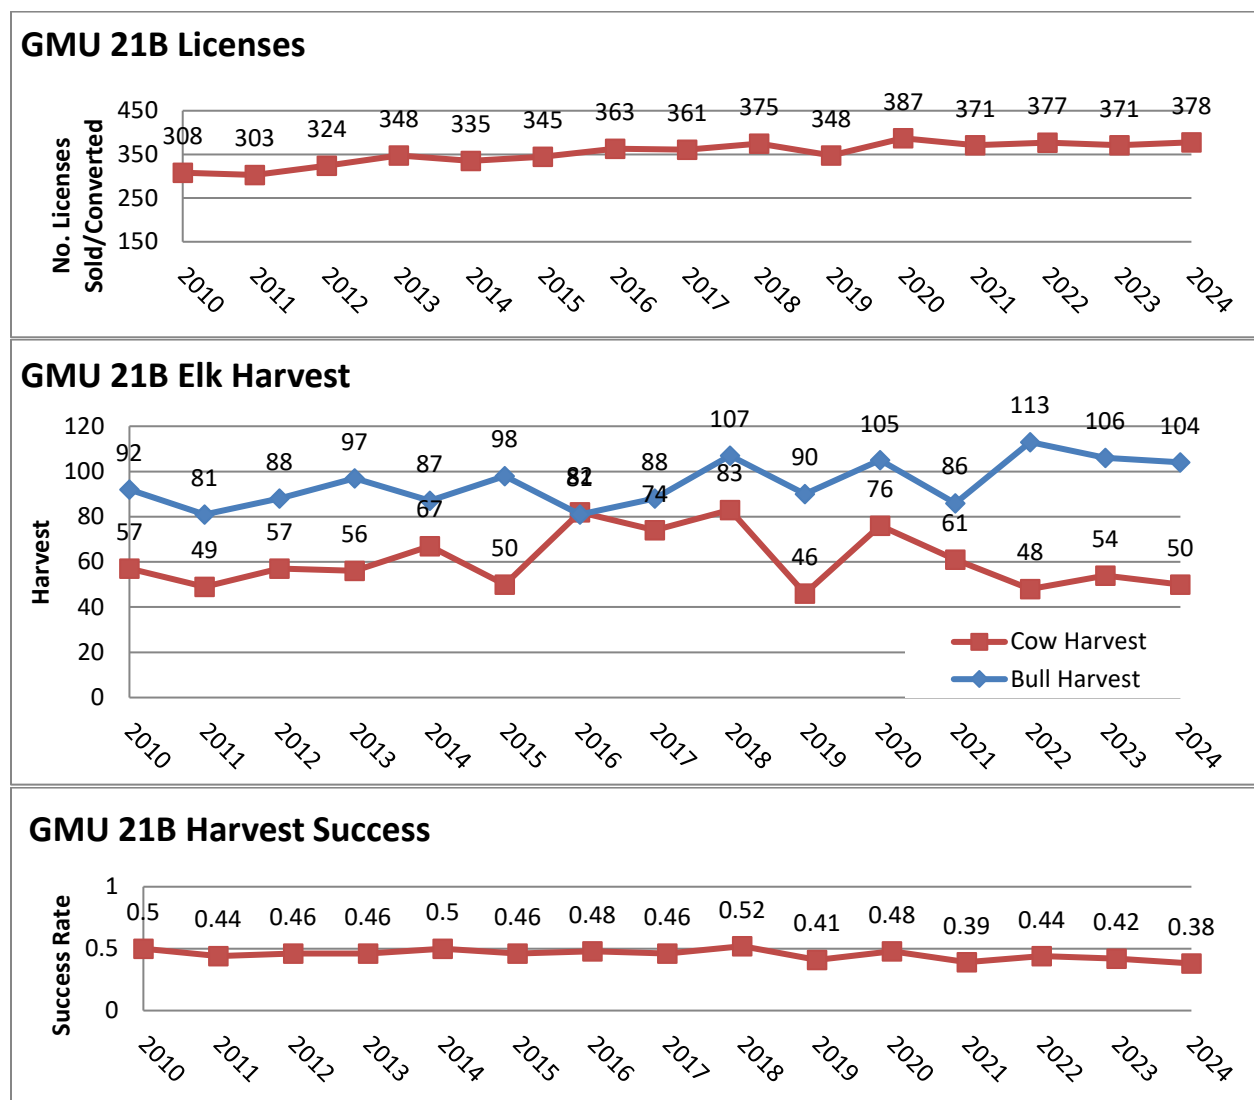 GMU 21B Licenses
No. Licenses
Sold/Converted
450
350
250
150
308 303 324 348 335 345 363 361 375 348 387 371 377 371 378
2010 2011 2012 2013 2014 2015 2016 2017 2018 2019 2020 2021 2022 2023 2024
GMU 21B Elk Harvest
Harvest
120
100
80
60
40
20
0
92 81 88 97 87 98 81 88 107 90 105 86 113 106 104
57 49 57 56 67 50 82 74 83 46 76 61 48 54 50
Cow Harvest
Bull Harvest
2010 2011 2012 2013 2014 2015 2016 2017 2018 2019 2020 2021 2022 2023 2024
GMU 21B Harvest Success
Success Rate
1
0.5
0
0.5 0.44 0.46 0.46 0.5 0.46 0.48 0.46 0.52 0.41 0.48 0.39 0.44 0.42 0.38
2010 2011 2012 2013 2014 2015 2016 2017 2018 2019 2020 2021 2022 2023 2024